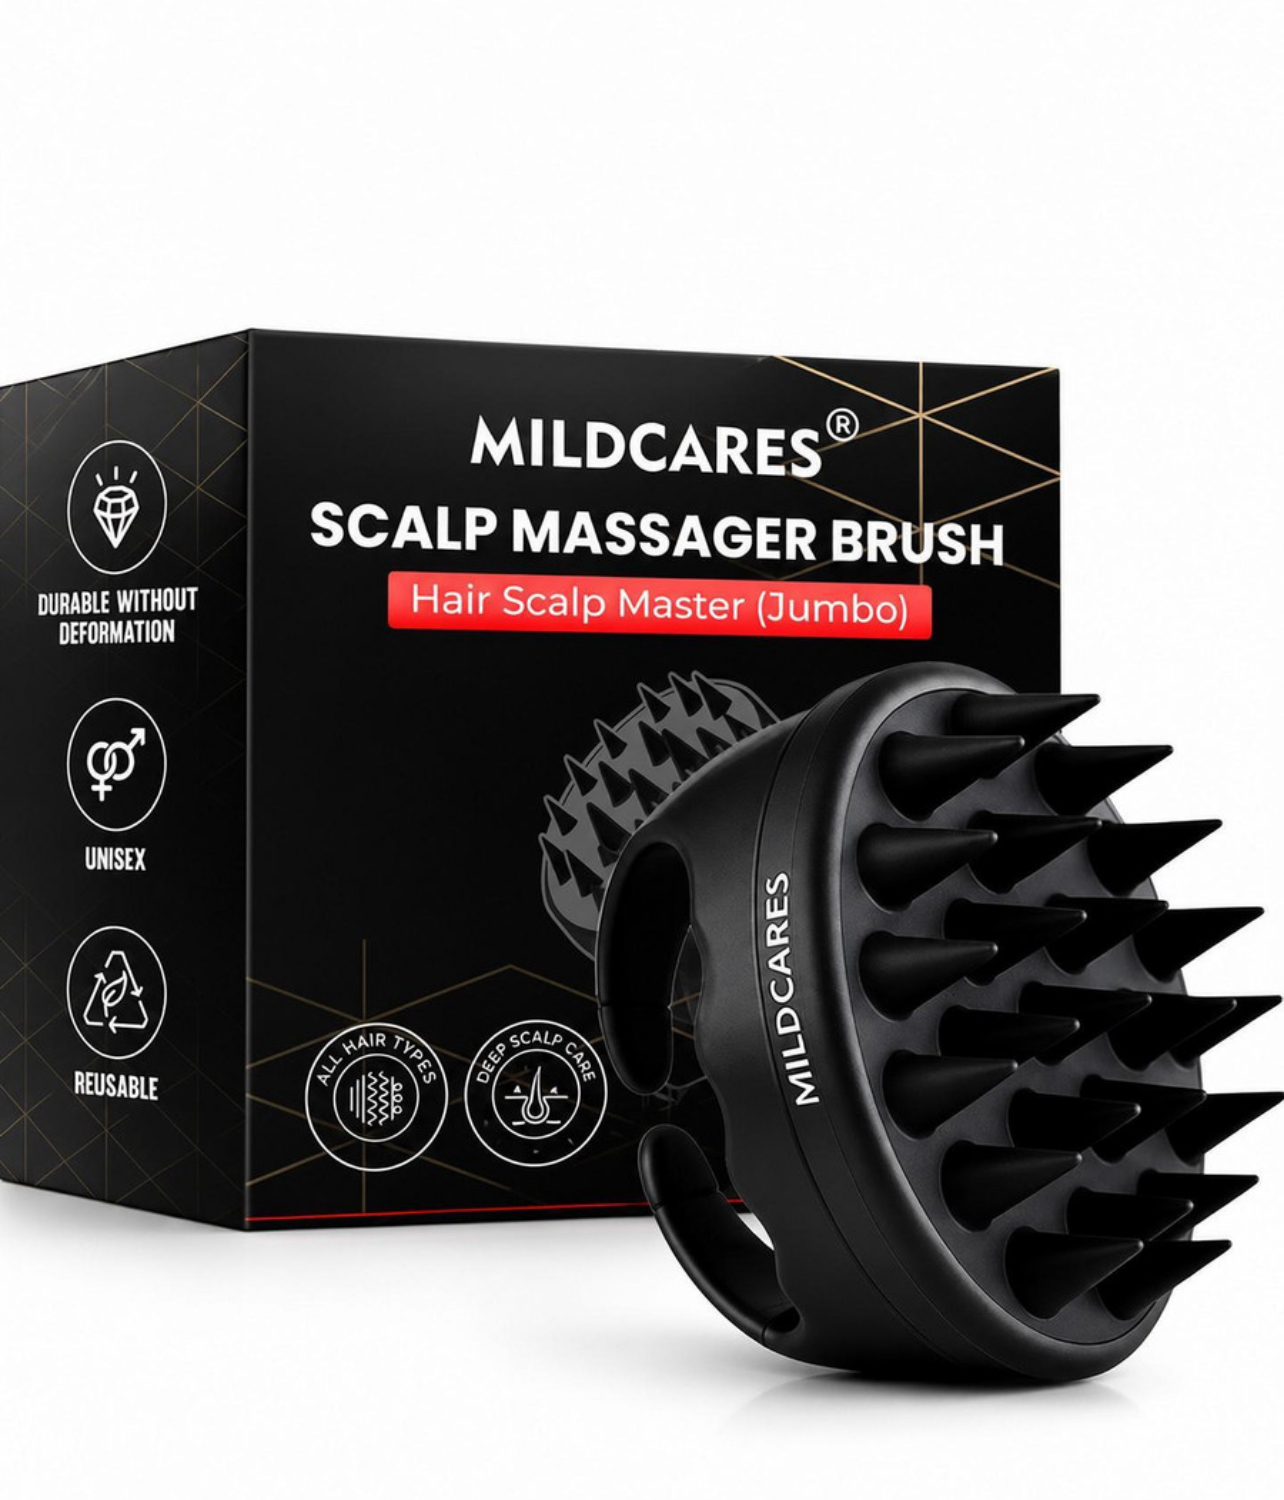 MILDCARES®
SCALP MASSAGER BRUSH
Hair Scalp Master (Jumbo)
DURABLE WITHOUT
DEFORMATION
UNISEX
REUSABLE
ALL HAIR TYPES
DEEP SCALP CARE
MILDCARES